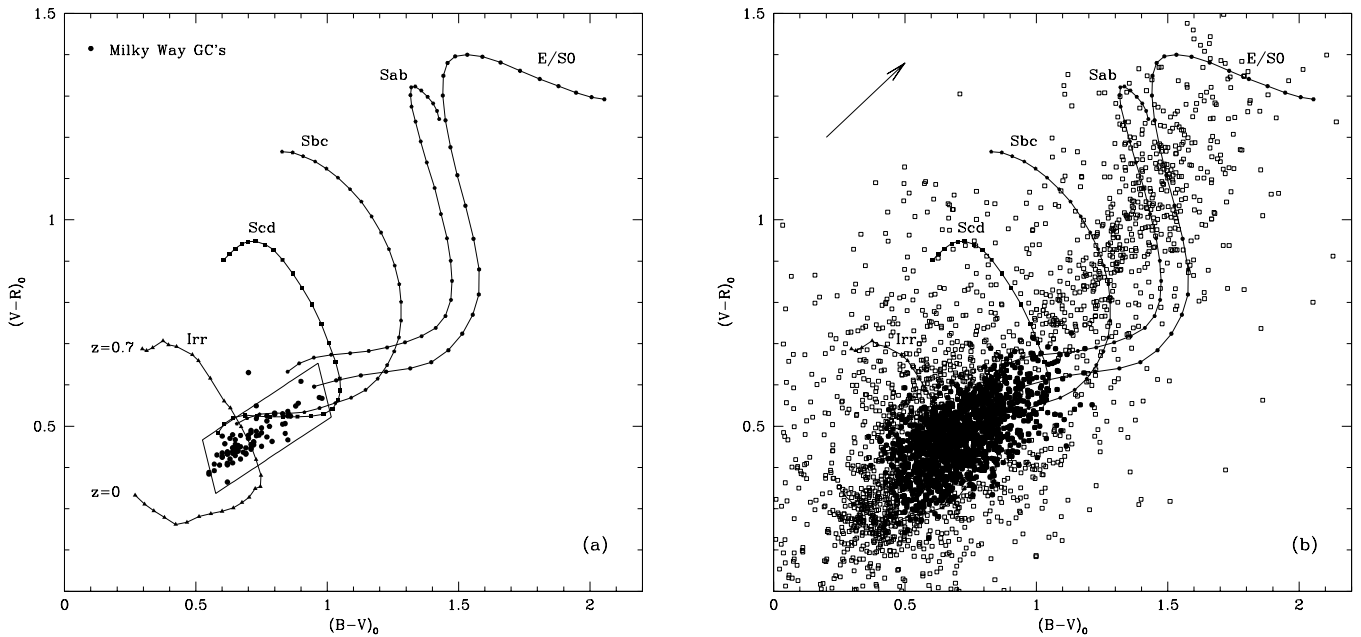 1.5
1
0.5
(V−R)₀
Milky Way GC's
E/S0
Sab
Sbc
Scd
Irr
z=0.7
z=0
(a)
0 0.5 1 1.5 2
(B−V)₀
1.5
1
0.5
(V−R)₀
E/S0
Sab
Sbc
Scd
Irr
(b)
0 0.5 1 1.5 2
(B−V)₀